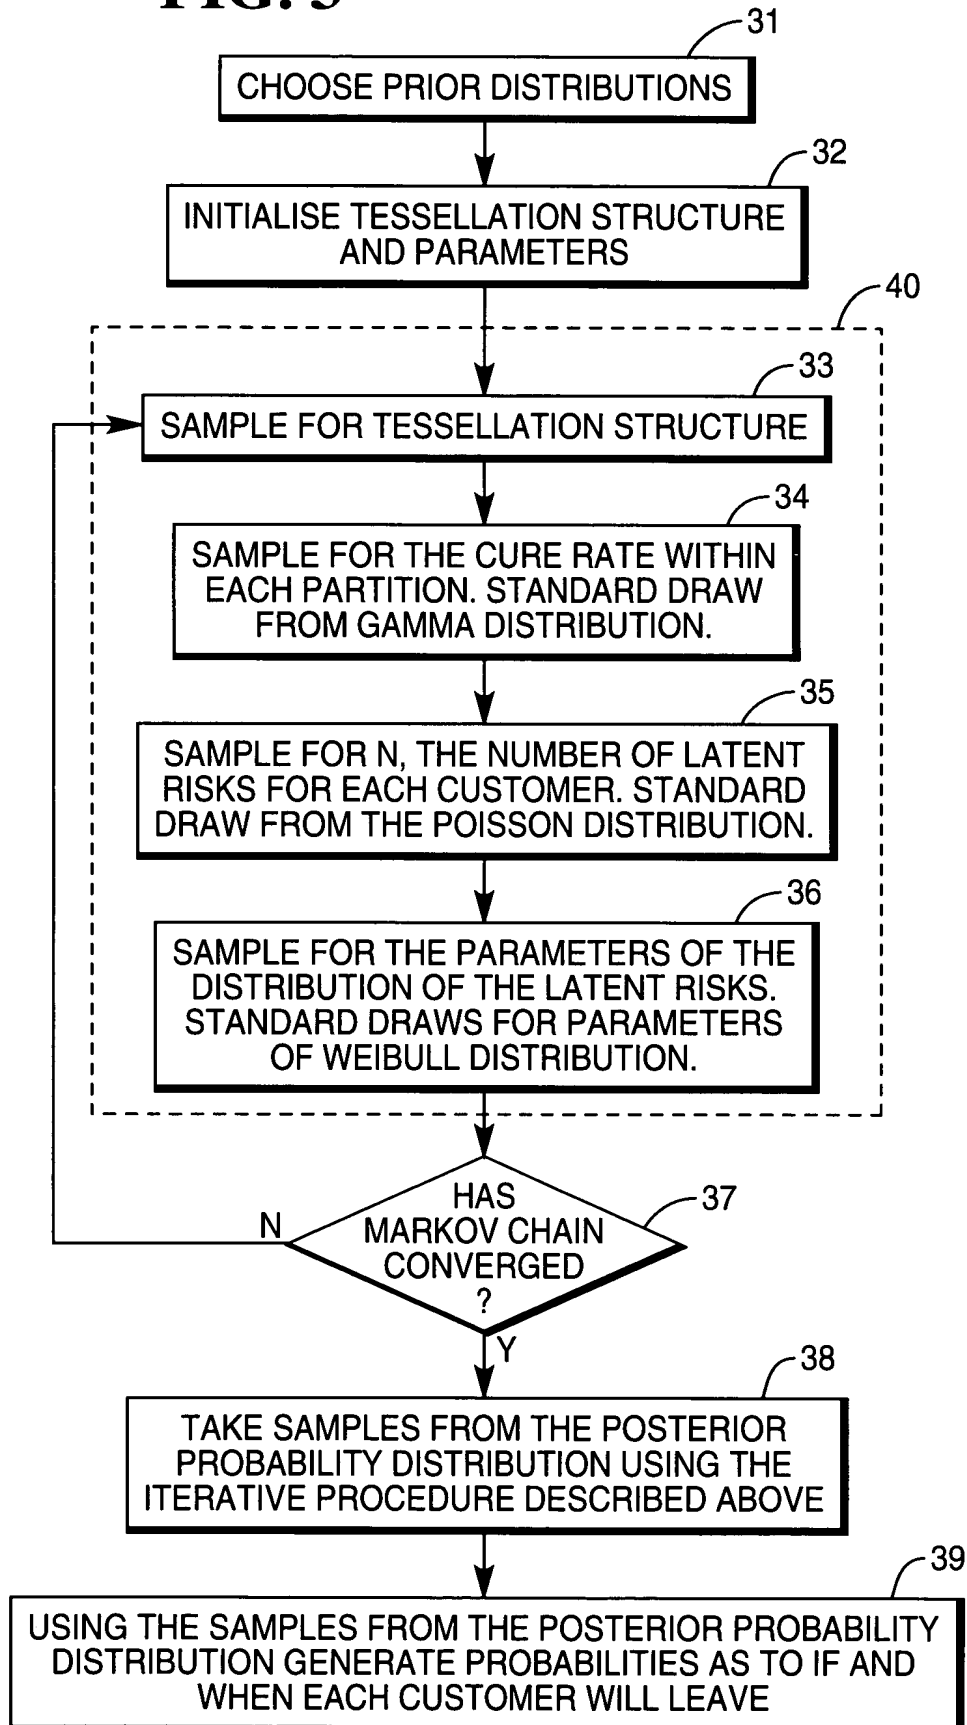 FIG. 3
31
CHOOSE PRIOR DISTRIBUTIONS
32
INITIALISE TESSELLATION STRUCTURE
AND PARAMETERS
40
33
SAMPLE FOR TESSELLATION STRUCTURE
34
SAMPLE FOR THE CURE RATE WITHIN
EACH PARTITION. STANDARD DRAW
FROM GAMMA DISTRIBUTION.
35
SAMPLE FOR N, THE NUMBER OF LATENT
RISKS FOR EACH CUSTOMER. STANDARD
DRAW FROM THE POISSON DISTRIBUTION.
36
SAMPLE FOR THE PARAMETERS OF THE
DISTRIBUTION OF THE LATENT RISKS.
STANDARD DRAWS FOR PARAMETERS
OF WEIBULL DISTRIBUTION.
37
HAS
MARKOV CHAIN
CONVERGED
?
N
Y
38
TAKE SAMPLES FROM THE POSTERIOR
PROBABILITY DISTRIBUTION USING THE
ITERATIVE PROCEDURE DESCRIBED ABOVE
39
USING THE SAMPLES FROM THE POSTERIOR PROBABILITY
DISTRIBUTION GENERATE PROBABILITIES AS TO IF AND
WHEN EACH CUSTOMER WILL LEAVE